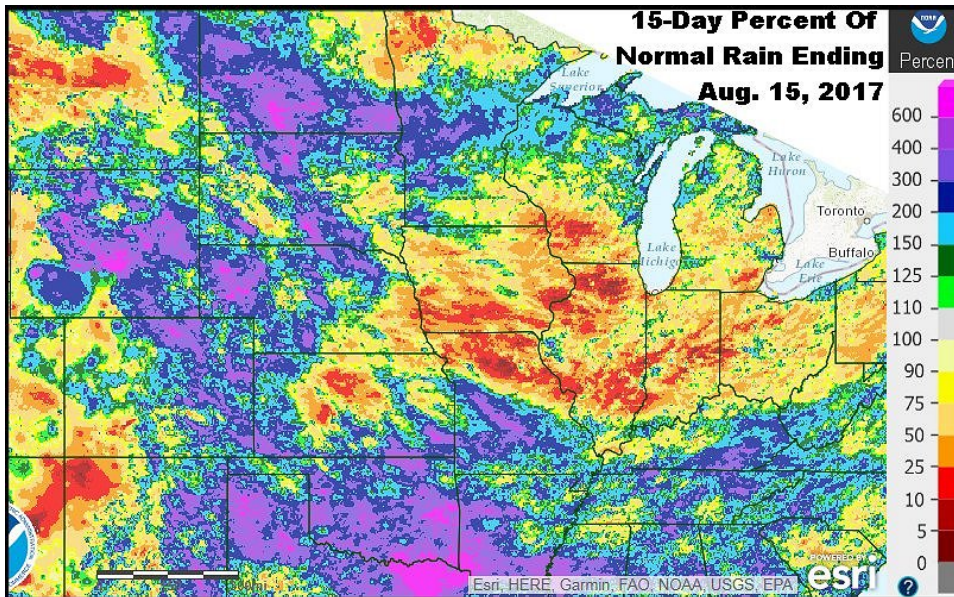 15-Day Percent Of
Normal Rain Ending
Aug. 15, 2017
NOAA
Percen
600
400
300
200
150
125
110
100
90
75
50
25
10
5
0
Lake
Superior
Lake
Huron
Toronto
Buffalo
Lake
Michigan
Lake
Erie
POWERED BY
esri
Esri, HERE, Garmin, FAO, NOAA, USGS, EPA
?